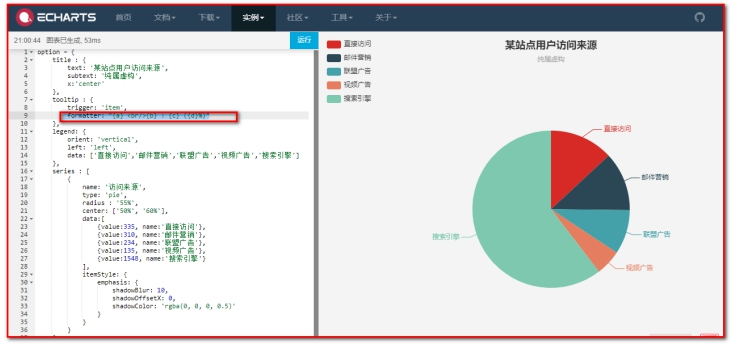 ECHARTS 首页 文档 下载 实例 社区 工具 关于
21:00:44 图表已生成, 53ms 运行
1 option = {
2 title : {
3 text: '某站点用户访问来源',
4 subtext: '纯属虚构',
5 x:'center'
6 },
7 tooltip : {
8 trigger: 'item',
9 formatter: "{a} <br/>{b} : {c} ({d}%)"
10 },
11 legend: {
12 orient: 'vertical',
13 left: 'left',
14 data: ['直接访问','邮件营销','联盟广告','视频广告','搜索引擎']
15 },
16 series : [
17 {
18 name: '访问来源',
19 type: 'pie',
20 radius : '55%',
21 center: ['50%', '60%'],
22 data:[
23 {value:335, name:'直接访问'},
24 {value:310, name:'邮件营销'},
25 {value:234, name:'联盟广告'},
26 {value:135, name:'视频广告'},
27 {value:1548, name:'搜索引擎'}
28 ],
29 itemStyle: {
30 emphasis: {
31 shadowBlur: 10,
32 shadowOffsetX: 0,
33 shadowColor: 'rgba(0, 0, 0, 0.5)'
34 }
35 }
36 }
直接访问
邮件营销
联盟广告
视频广告
搜索引擎
某站点用户访问来源
纯属虚构
直接访问
邮件营销
联盟广告
视频广告
搜索引擎